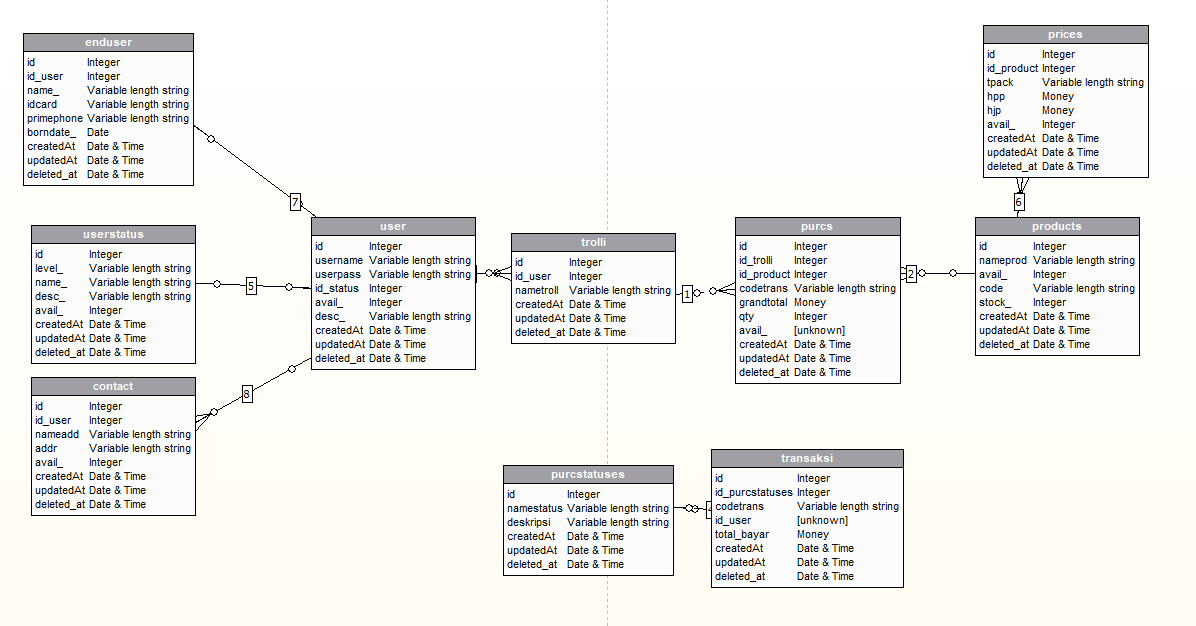 enduser
id Integer
id_user Integer
name_ Variable length string
idcard Variable length string
primephone Variable length string
borndate_ Date
createdAt Date & Time
updatedAt Date & Time
deleted_at Date & Time
7
userstatus
id Integer
level_ Variable length string
name_ Variable length string
desc_ Variable length string
avail_ Integer
createdAt Date & Time
updatedAt Date & Time
deleted_at Date & Time
5
contact
id Integer
id_user Integer
nameadd Variable length string
addr Variable length string
avail_ Integer
createdAt Date & Time
updatedAt Date & Time
deleted_at Date & Time
8
user
id Integer
username Variable length string
userpass Variable length string
id_status Integer
avail_ Integer
desc_ Variable length string
createdAt Date & Time
updatedAt Date & Time
deleted_at Date & Time
trolli
id Integer
id_user Integer
nametroll Variable length string
createdAt Date & Time
updatedAt Date & Time
deleted_at Date & Time
1
purcs
id Integer
id_trolli Integer
id_product Integer
codetrans Variable length string
grandtotal Money
qty Integer
avail_ [unknown]
createdAt Date & Time
updatedAt Date & Time
deleted_at Date & Time
2
prices
id Integer
id_product Integer
tpack Variable length string
hpp Money
hjp Money
avail_ Integer
createdAt Date & Time
updatedAt Date & Time
deleted_at Date & Time
6
products
id Integer
nameprod Variable length string
avail_ Integer
code Variable length string
stock_ Integer
createdAt Date & Time
updatedAt Date & Time
deleted_at Date & Time
purcstatuses
id Integer
namestatus Variable length string
deskripsi Variable length string
createdAt Date & Time
updatedAt Date & Time
deleted_at Date & Time
transaksi
id Integer
id_purcstatuses Integer
codetrans Variable length string
id_user [unknown]
total_bayar Money
createdAt Date & Time
updatedAt Date & Time
deleted_at Date & Time